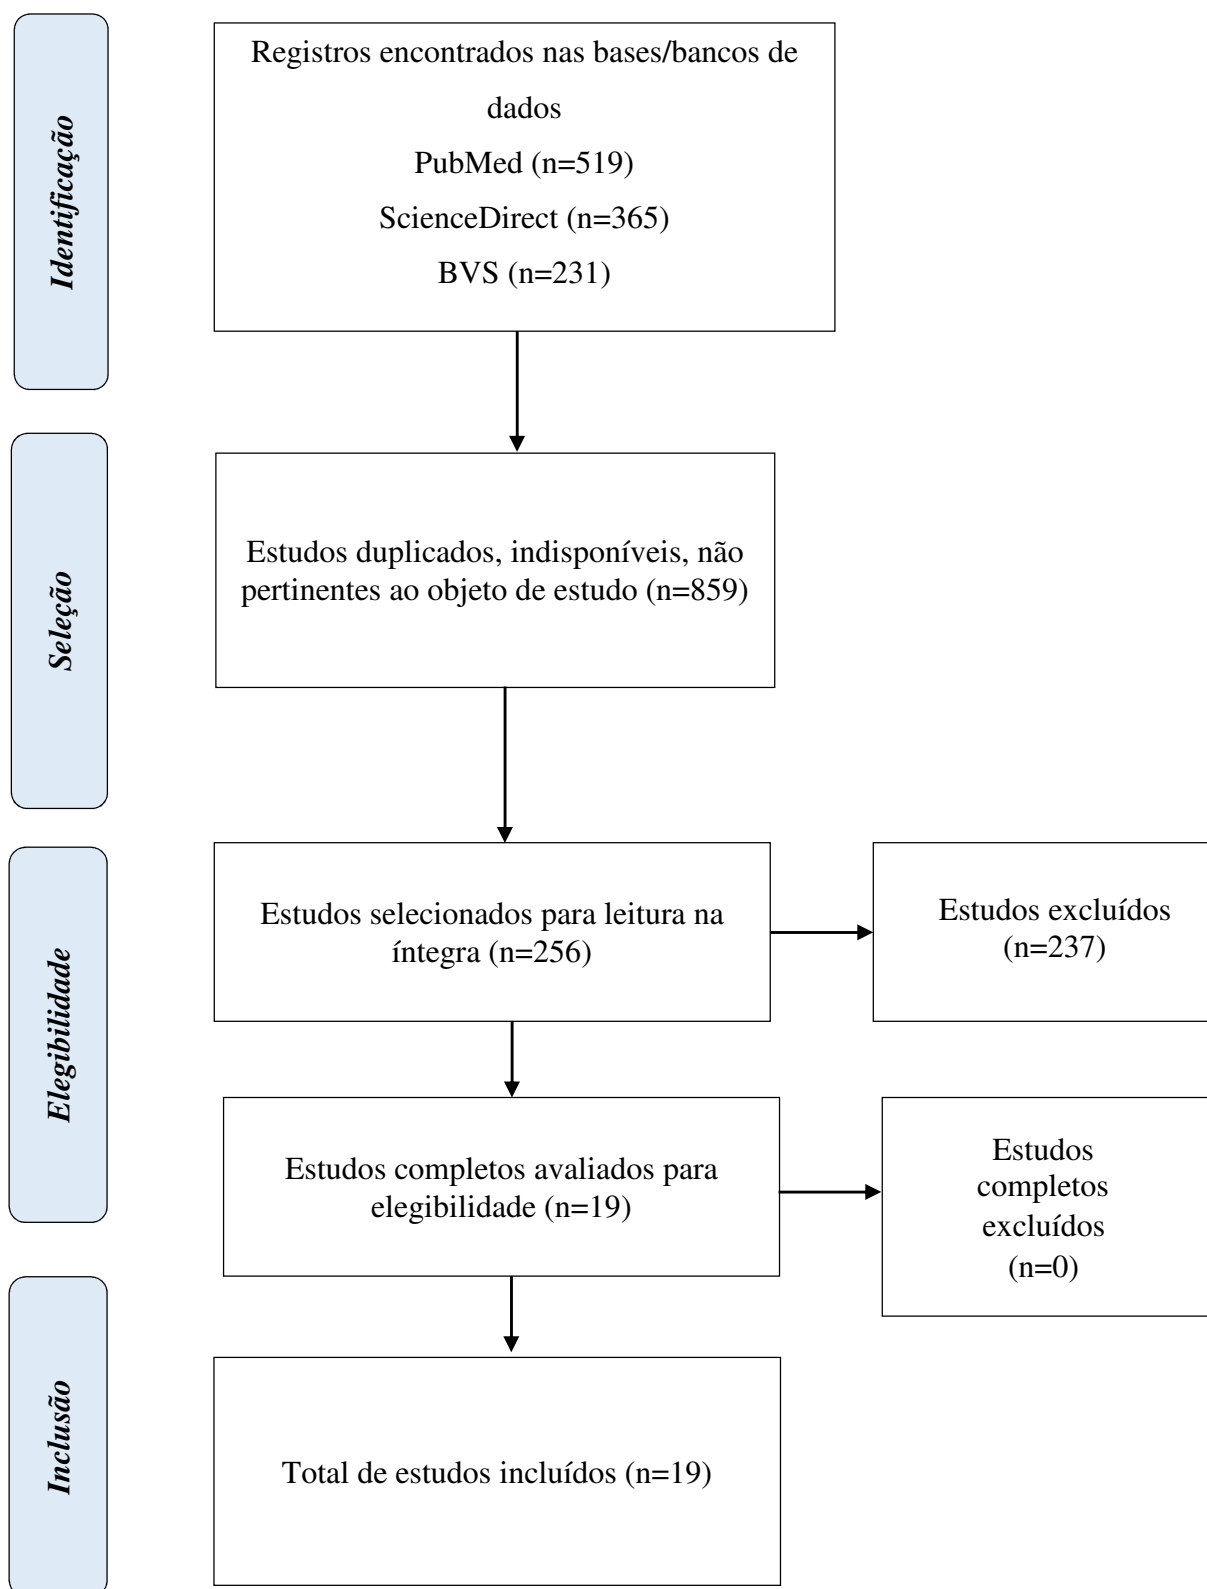 Identificação
Registros encontrados nas bases/bancos de
dados
PubMed (n=519)
ScienceDirect (n=365)
BVS (n=231)
Seleção
Estudos duplicados, indisponíveis, não
pertinentes ao objeto de estudo (n=859)
Elegibilidade
Estudos selecionados para leitura na
íntegra (n=256)
Estudos excluídos
(n=237)
Estudos completos avaliados para
elegibilidade (n=19)
Estudos
completos
excluídos
(n=0)
Inclusão
Total de estudos incluídos (n=19)